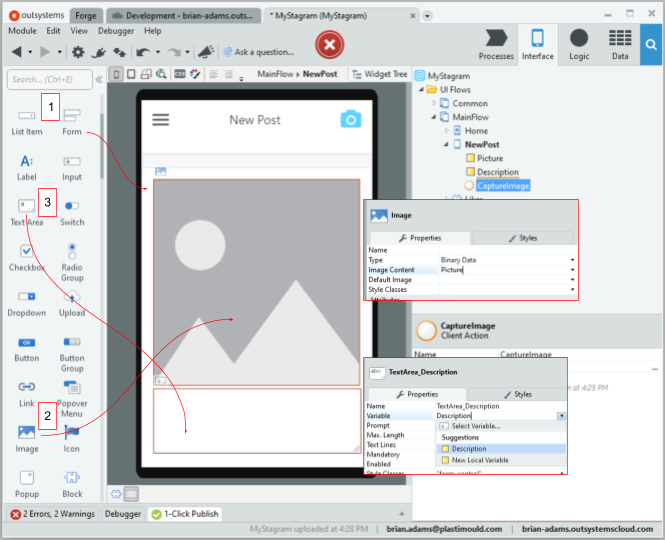 outsystems
Forge
Development - brian-adams.outs...
* MyStagram (MyStagram)
Module Edit View Debugger Help
Ask a question...
Processes
Interface
Logic
Data
Search... (Ctrl+E)
MainFlow NewPost
Widget Tree
MyStagram
UI Flows
Common
MainFlow
Home
NewPost
Picture
Description
CaptureImage
Likes
1
List Item
Form
A:
Label
Input
3
Text Area
Switch
Checkbox
Radio
Group
Dropdown
Upload
OK
Button
Button
Group
Link
Popover
Menu
2
Image
Icon
Popup
Block
New Post
Image
Properties
Styles
Name
Type Binary Data
Image Content Picture
Default Image
Style Classes
Attributes
CaptureImage
Client Action
Name CaptureImage
...
m at 4:25 PM
abc
TextArea_Description
Properties
Styles
Name TextArea_Description
Variable Description
Prompt Select Variable...
Max. Length Suggestions
Text Lines Description
Mandatory New Local Variable
Enabled
Style Classes "form-control"
2 Errors, 2 Warnings
Debugger
1-Click Publish
MyStagram uploaded at 4:28 PM | brian.adams@plastimould.com | brian-adams.outsystemscloud.com